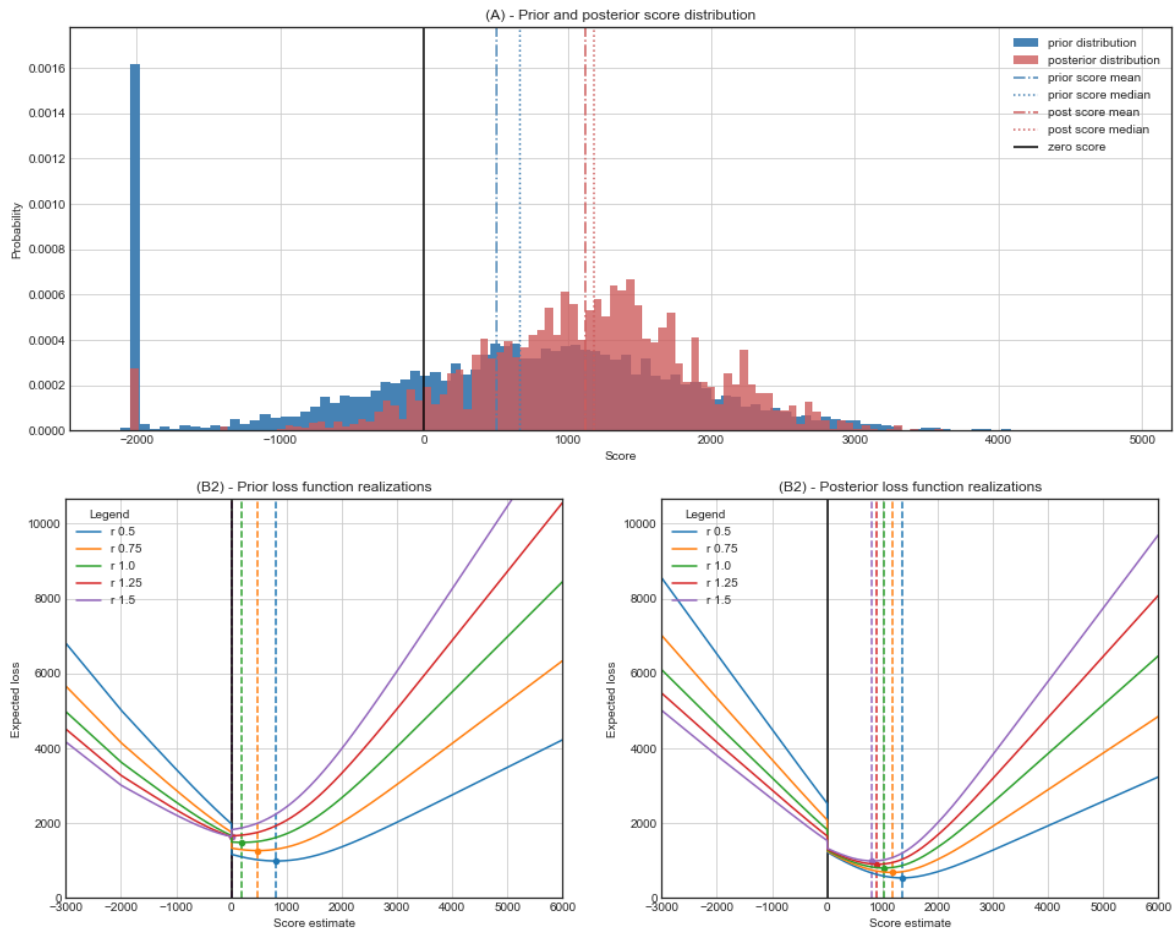 (A) - Prior and posterior score distribution
Probability
0.0016
0.0014
0.0012
0.0010
0.0008
0.0006
0.0004
0.0002
0.0000
prior distribution
posterior distribution
prior score mean
prior score median
post score mean
post score median
zero score
−2000 −1000 0 1000 2000 3000 4000 5000
Score
(B2) - Prior loss function realizations
Expected loss
10000
8000
6000
4000
2000
0
Legend
r 0.5
r 0.75
r 1.0
r 1.25
r 1.5
−3000 −2000 −1000 0 1000 2000 3000 4000 5000 6000
Score estimate
(B2) - Posterior loss function realizations
Expected loss
10000
8000
6000
4000
2000
0
Legend
r 0.5
r 0.75
r 1.0
r 1.25
r 1.5
−3000 −2000 −1000 0 1000 2000 3000 4000 5000 6000
Score estimate